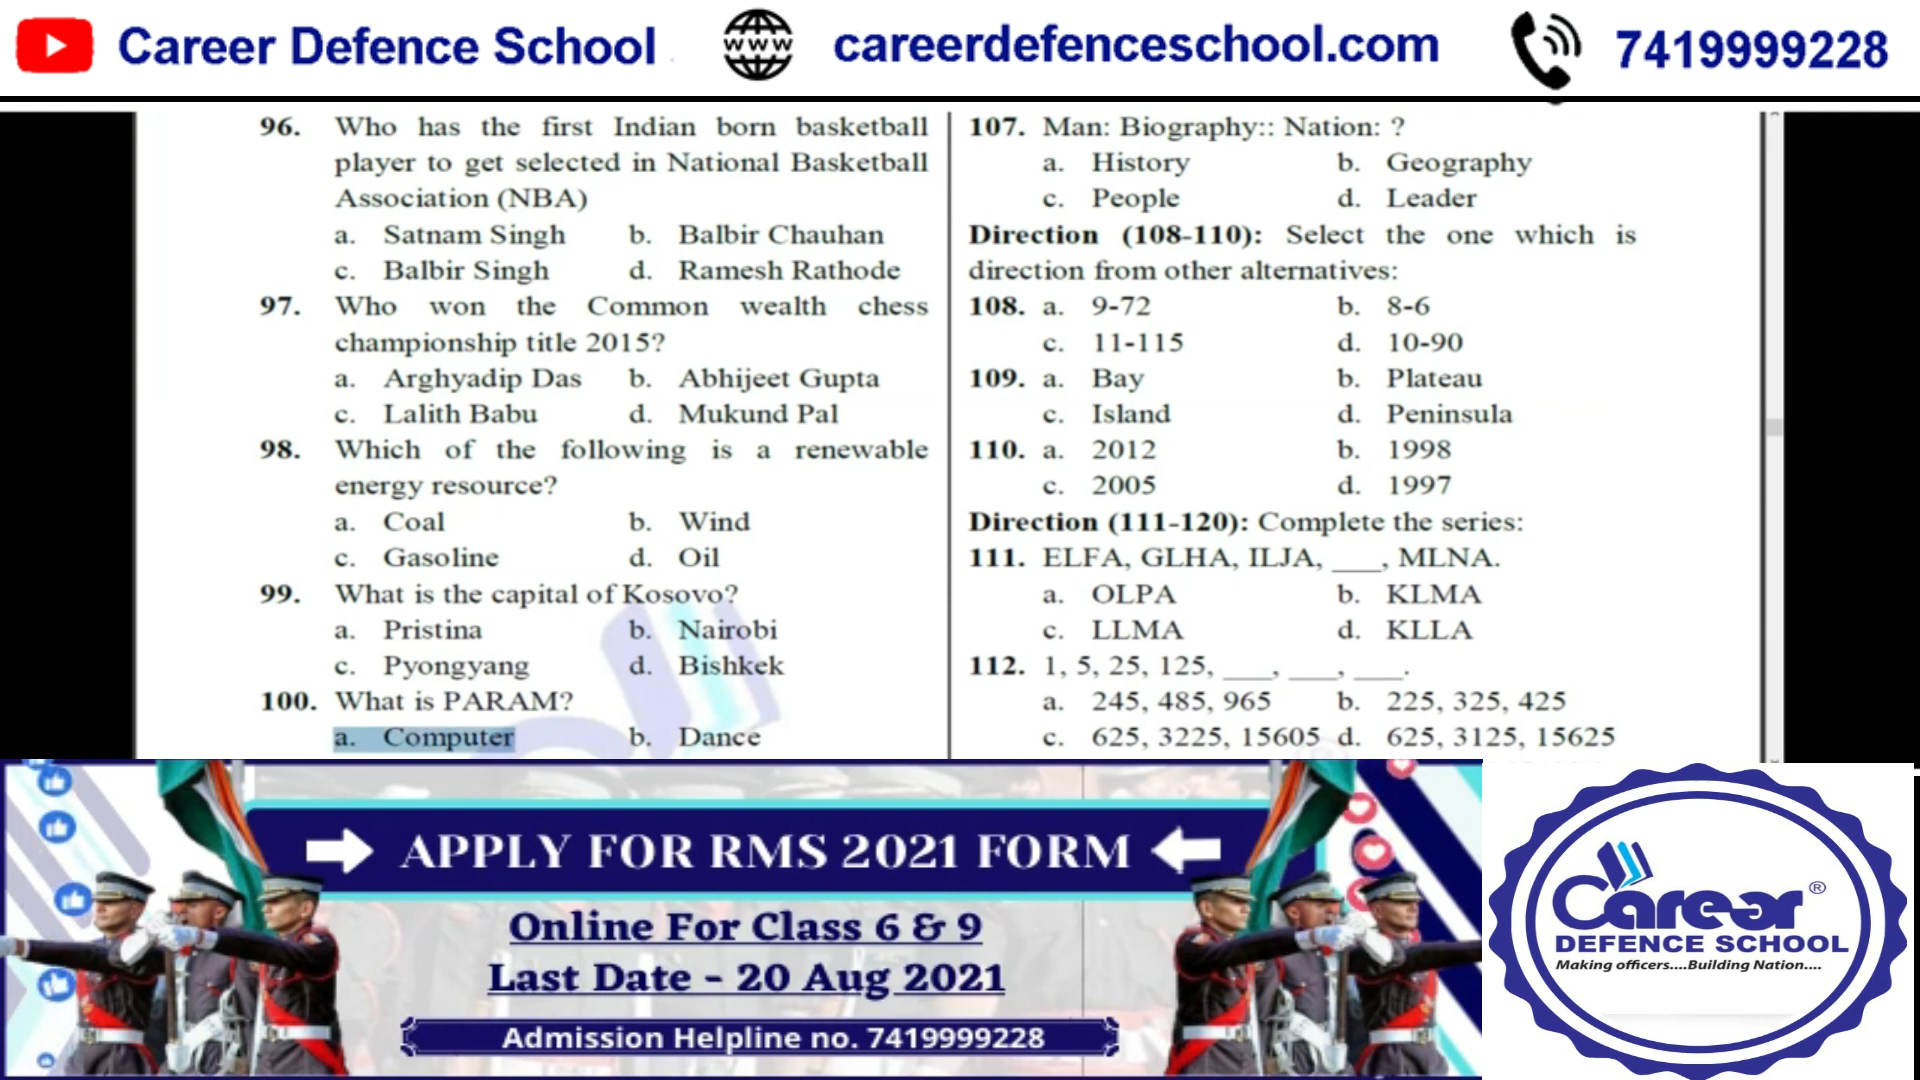 Career Defence School
www
careerdefenceschool.com
7419999228
96. Who has the first Indian born basketball
player to get selected in National Basketball
Association (NBA)
a. Satnam Singh b. Balbir Chauhan
c. Balbir Singh d. Ramesh Rathode
97. Who won the Common wealth chess
championship title 2015?
a. Arghyadip Das b. Abhijeet Gupta
c. Lalith Babu d. Mukund Pal
98. Which of the following is a renewable
energy resource?
a. Coal b. Wind
c. Gasoline d. Oil
99. What is the capital of Kosovo?
a. Pristina b. Nairobi
c. Pyongyang d. Bishkek
100. What is PARAM?
a. Computer b. Dance
107. Man: Biography:: Nation: ?
a. History b. Geography
c. People d. Leader
Direction (108-110): Select the one which is
direction from other alternatives:
108. a. 9-72 b. 8-6
c. 11-115 d. 10-90
109. a. Bay b. Plateau
c. Island d. Peninsula
110. a. 2012 b. 1998
c. 2005 d. 1997
Direction (111-120): Complete the series:
111. ELFA, GLHA, ILJA, ___, MLNA.
a. OLPA b. KLMA
c. LLMA d. KLLA
112. 1, 5, 25, 125, ___, ___, ___.
a. 245, 485, 965 b. 225, 325, 425
c. 625, 3225, 15605 d. 625, 3125, 15625
APPLY FOR RMS 2021 FORM
Online For Class 6 & 9
Last Date - 20 Aug 2021
Admission Helpline no. 7419999228
Career ®
DEFENCE SCHOOL
Making officers....Building Nation....